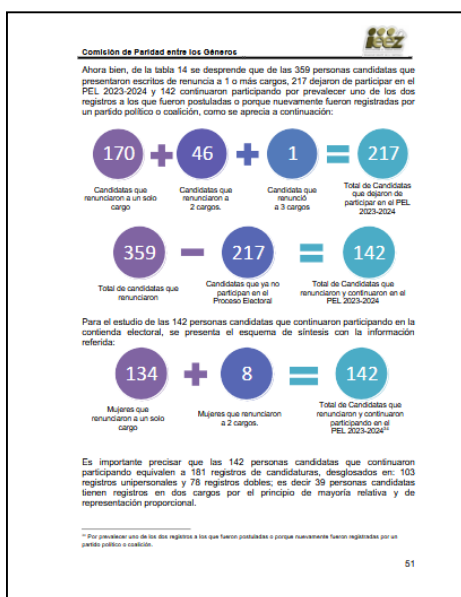 ieez
Comisión de Paridad entre los Géneros
Ahora bien, de la tabla 14 se desprende que de las 359 personas candidatas que
presentaron escritos de renuncia a 1 o más cargos, 217 dejaron de participar en el
PEL 2023-2024 y 142 continuaron participando por prevalecer uno de los dos
registros a los que fueron postuladas o porque nuevamente fueron registradas por
un partido político o coalición, como se aprecia a continuación:
170 + 46 + 1 = 217
Candidatas que
renunciaron a un solo
cargo
Candidatas que
renunciaron a
2 cargos.
Candidata que
renunció
a 3 cargos
Total de Candidatas
que dejaron de
participar en el PEL
2023-2024
359 − 217 = 142
Total de candidatas que
renunciaron
Candidatas que ya no
participan en el
Proceso Electoral
Total de Candidatas que
renunciaron y continuaron en el
PEL 2023-2024
Para el estudio de las 142 personas candidatas que continuaron participando en la
contienda electoral, se presenta el esquema de síntesis con la información
referida:
134 + 8 = 142
Mujeres que
renunciaron a un solo
cargo
Mujeres que renunciaron
a 2 cargos.
Total de Candidatas que
renunciaron y continuaron
participando en el
PEL 2023-2024
Es importante precisar que las 142 personas candidatas que continuaron
participando equivalen a 181 registros de candidaturas, desglosados en: 103
registros unipersonales y 78 registros dobles; es decir 39 personas candidatas
tienen registros en dos cargos por el principio de mayoría relativa y de
representación proporcional.
Por prevalecer uno de los dos registros a los que fueron postuladas o porque nuevamente fueron registradas por un
partido político o coalición.
51